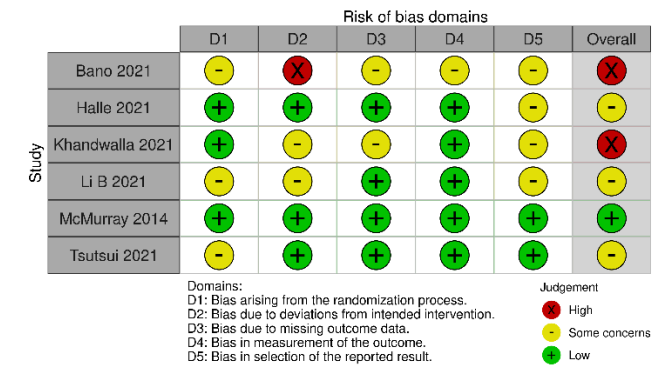 Risk of bias domains
D1 D2 D3 D4 D5 Overall
Study
Bano 2021 - X - - - X
Halle 2021 + + + + - -
Khandwalla 2021 + - - + - X
Li B 2021 - - + + - -
McMurray 2014 + + + + + +
Tsutsui 2021 - + + + + -
Domains:
D1: Bias arising from the randomization process.
D2: Bias due to deviations from intended intervention.
D3: Bias due to missing outcome data.
D4: Bias in measurement of the outcome.
D5: Bias in selection of the reported result.
Judgement
X High
- Some concerns
+ Low